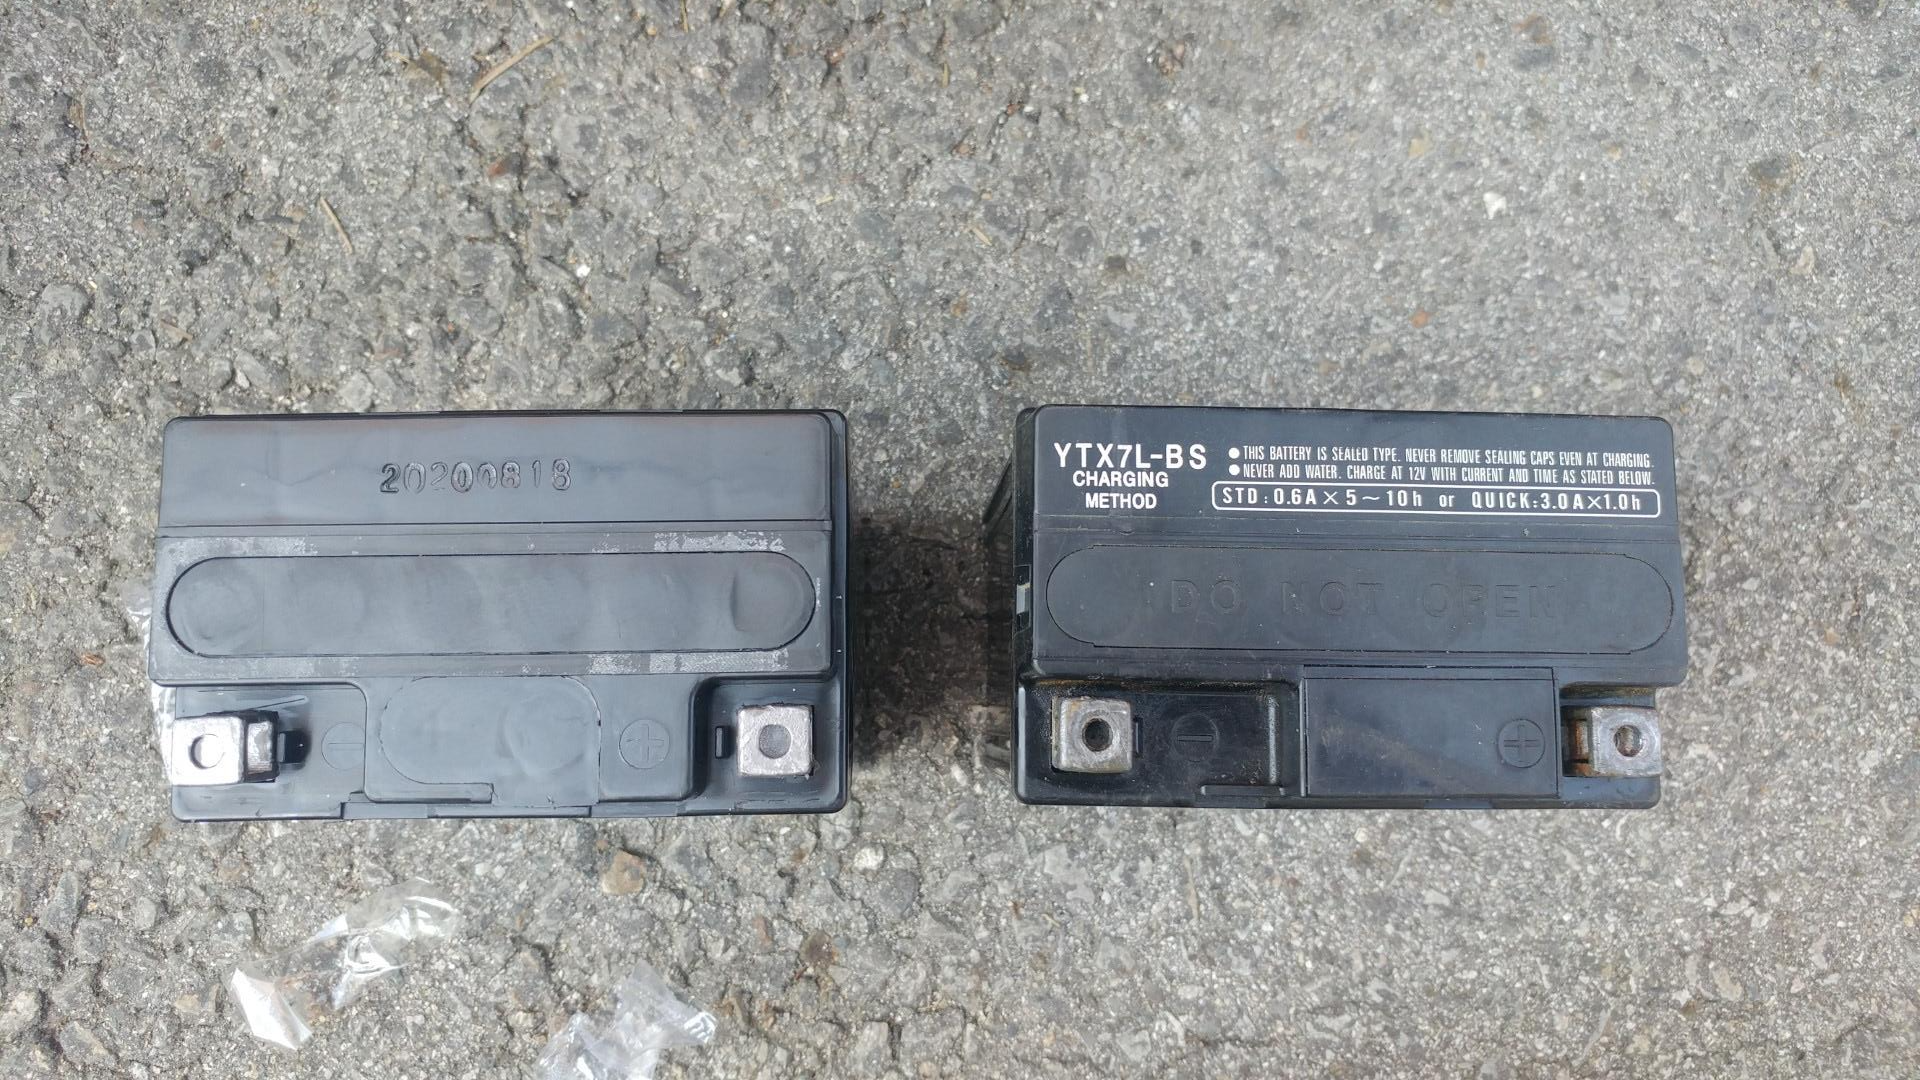 20200818
YTX7L-BS
CHARGING
METHOD
●THIS BATTERY IS SEALED TYPE. NEVER REMOVE SEALING CAPS EVEN AT CHARGING.
●NEVER ADD WATER. CHARGE AT 12V WITH CURRENT AND TIME AS STATED BELOW.
STD:0.6A×5~10h or QUICK:3.0A×1.0h
DO NOT OPEN
− +
− +